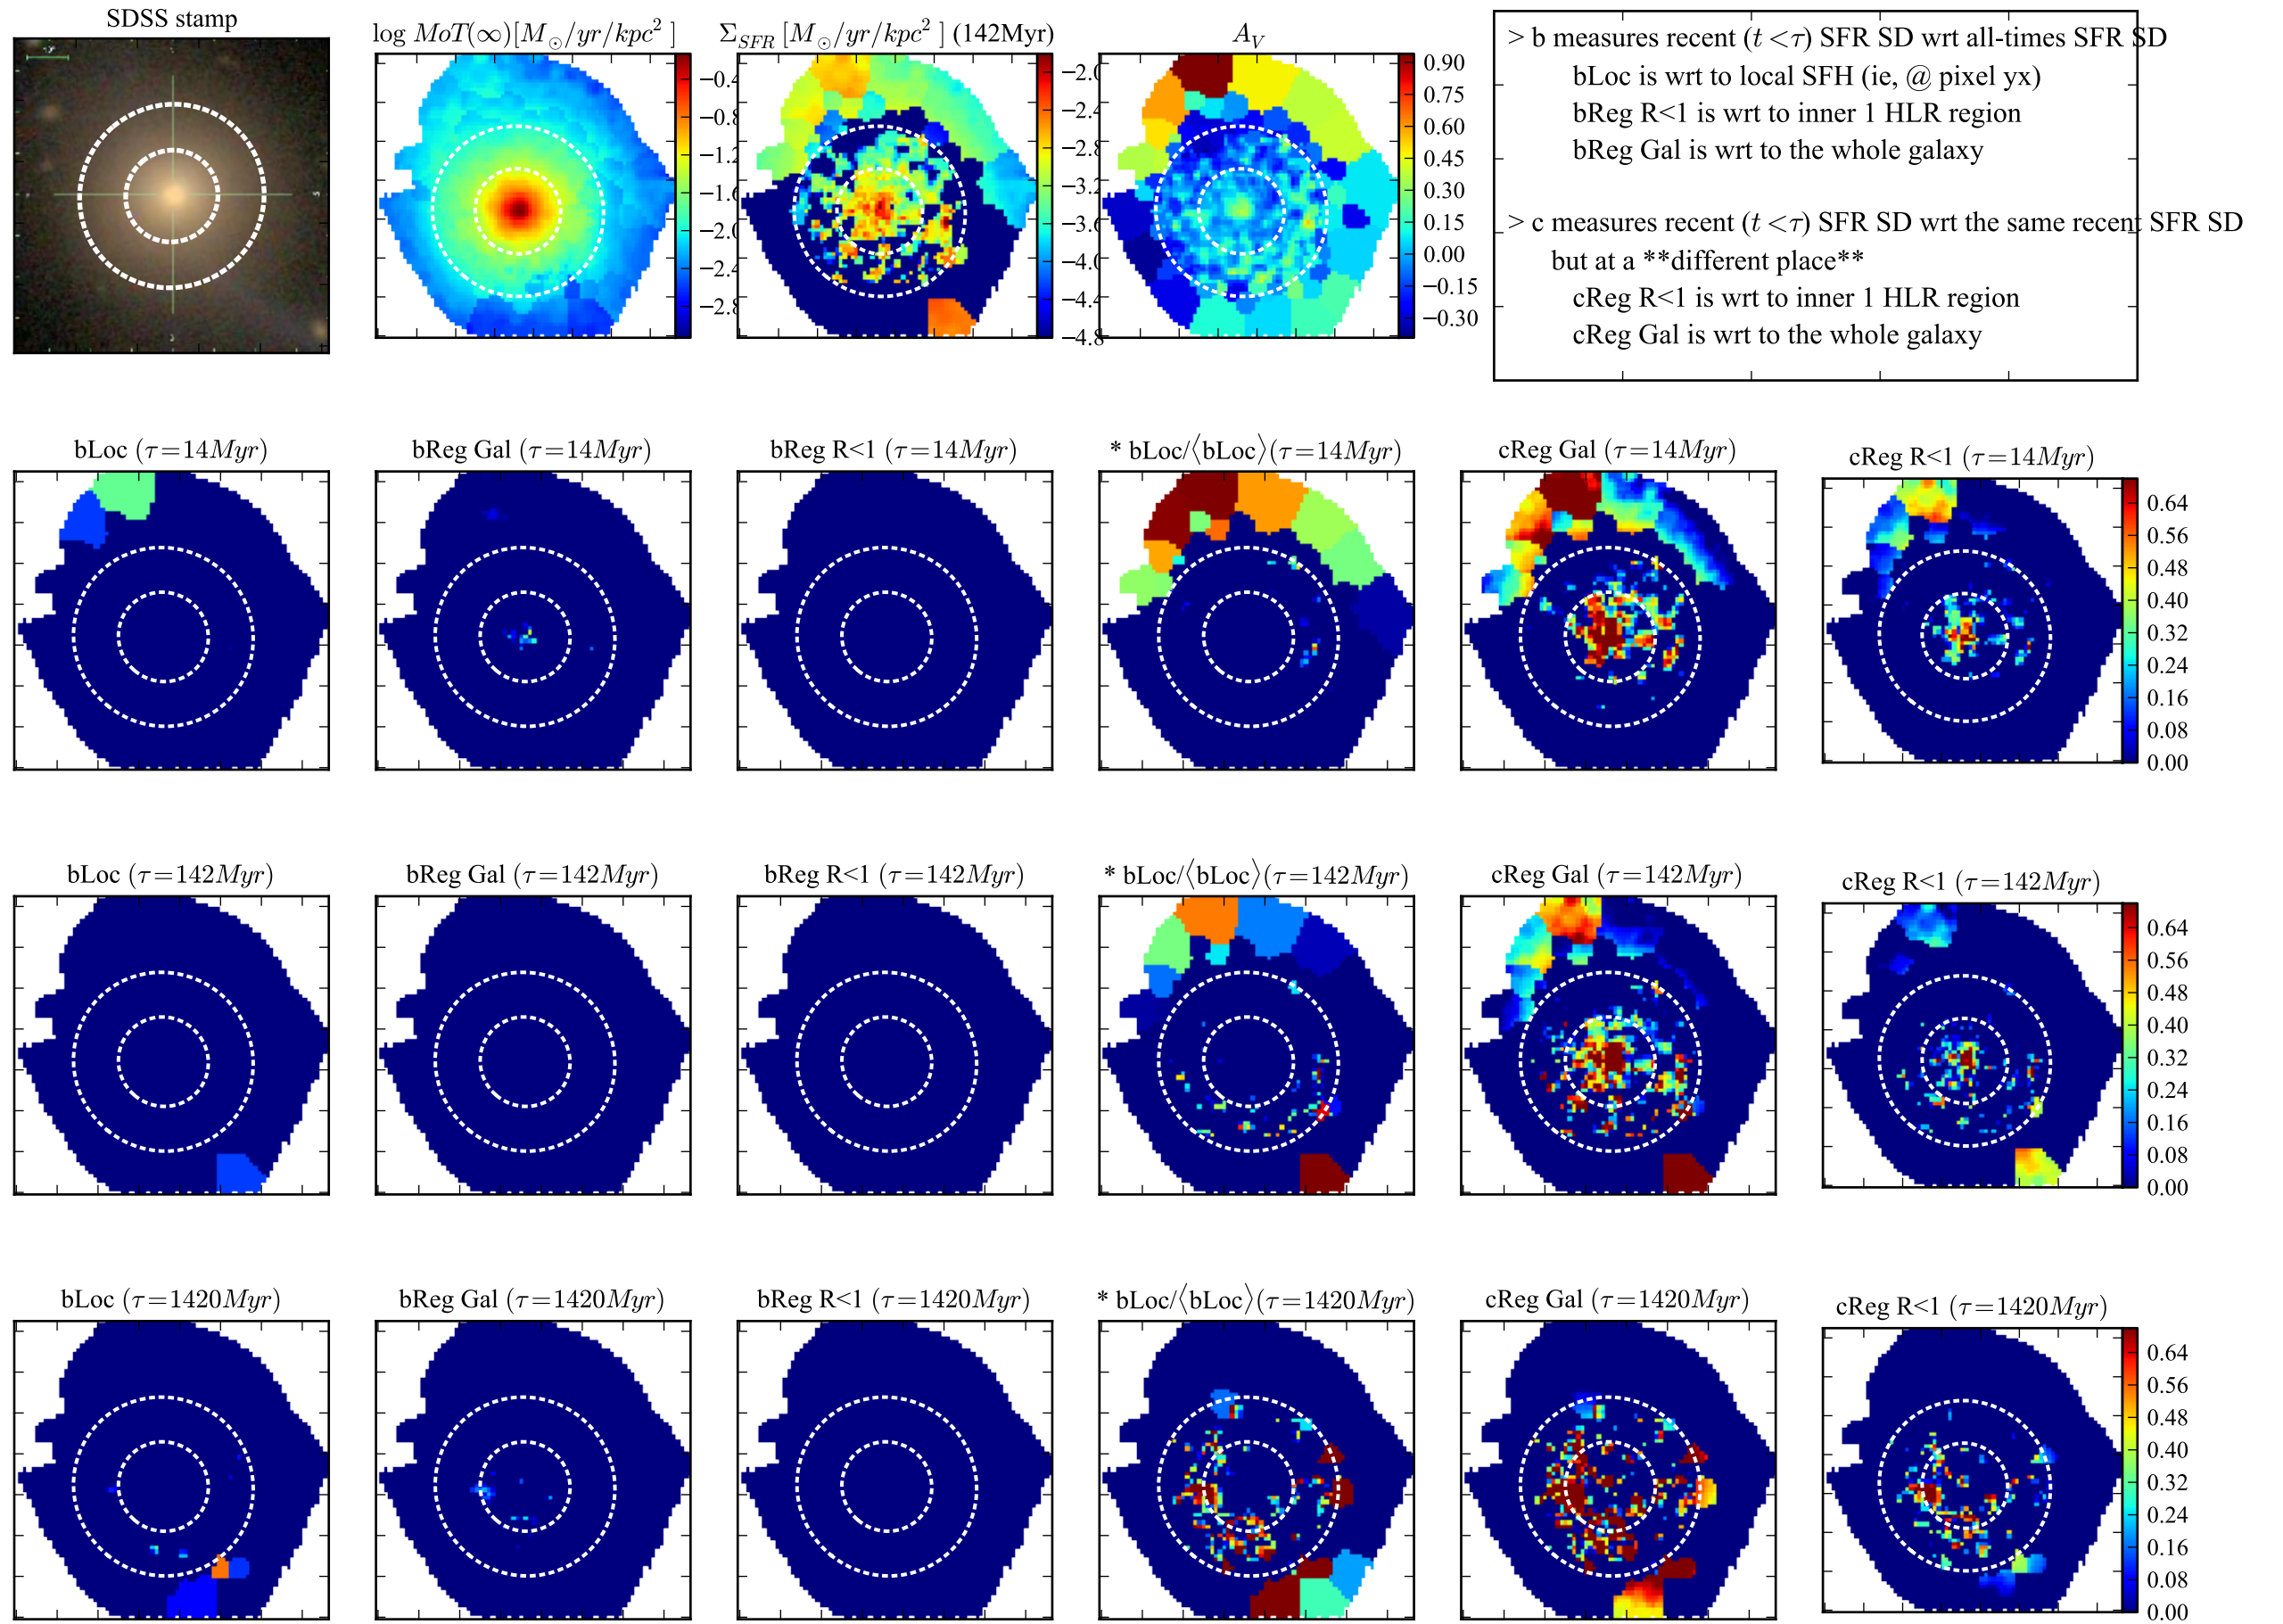 SDSS stamp
log MoT(∞)[M⊙/yr/kpc² ]
ΣSFR [M⊙/yr/kpc² ] (142Myr)
AV
−0.4
−0.8
−1.2
−1.6
−2.0
−2.4
−2.8
−2.0
−2.4
−2.8
−3.2
−3.6
−4.0
−4.4
−4.8
0.90
0.75
0.60
0.45
0.30
0.15
0.00
−0.15
−0.30
> b measures recent (t <τ) SFR SD wrt all-times SFR SD
bLoc is wrt to local SFH (ie, @ pixel yx)
bReg R<1 is wrt to inner 1 HLR region
bReg Gal is wrt to the whole galaxy
> c measures recent (t <τ) SFR SD wrt the same recent SFR SD
but at a **different place**
cReg R<1 is wrt to inner 1 HLR region
cReg Gal is wrt to the whole galaxy
bLoc (τ=14Myr)
bReg Gal (τ=14Myr)
bReg R<1 (τ=14Myr)
* bLoc/⟨bLoc⟩(τ=14Myr)
cReg Gal (τ=14Myr)
cReg R<1 (τ=14Myr)
0.64
0.56
0.48
0.40
0.32
0.24
0.16
0.08
0.00
bLoc (τ=142Myr)
bReg Gal (τ=142Myr)
bReg R<1 (τ=142Myr)
* bLoc/⟨bLoc⟩(τ=142Myr)
cReg Gal (τ=142Myr)
cReg R<1 (τ=142Myr)
0.64
0.56
0.48
0.40
0.32
0.24
0.16
0.08
0.00
bLoc (τ=1420Myr)
bReg Gal (τ=1420Myr)
bReg R<1 (τ=1420Myr)
* bLoc/⟨bLoc⟩(τ=1420Myr)
cReg Gal (τ=1420Myr)
cReg R<1 (τ=1420Myr)
0.64
0.56
0.48
0.40
0.32
0.24
0.16
0.08
0.00